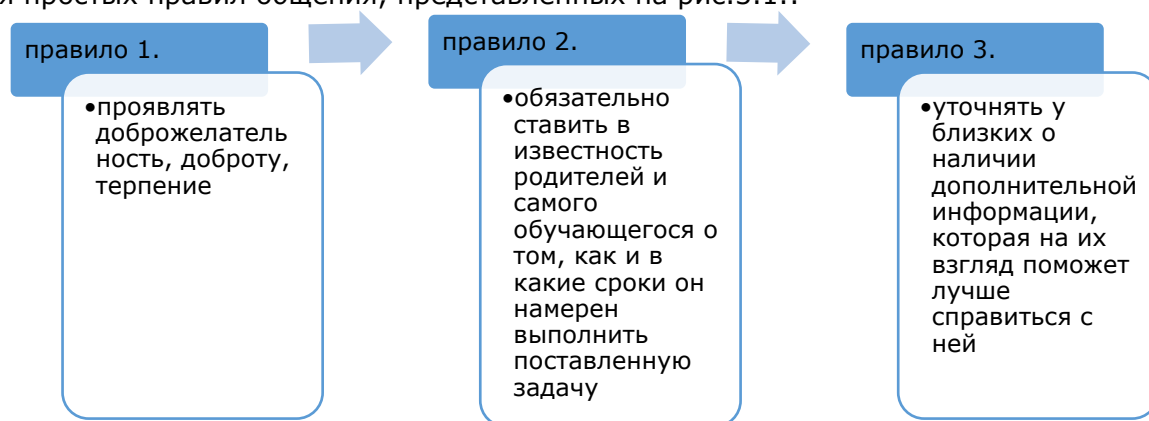 я простых правил общения, представленных на рис.3.1.:
правило 1.
•проявлять
доброжелатель
ность, доброту,
терпение
правило 2.
•обязательно
ставить в
известность
родителей и
самого
обучающегося о
том, как и в
какие сроки он
намерен
выполнить
поставленную
задачу
правило 3.
•уточнять у
близких о
наличии
дополнительной
информации,
которая на их
взгляд поможет
лучше
справиться с
ней